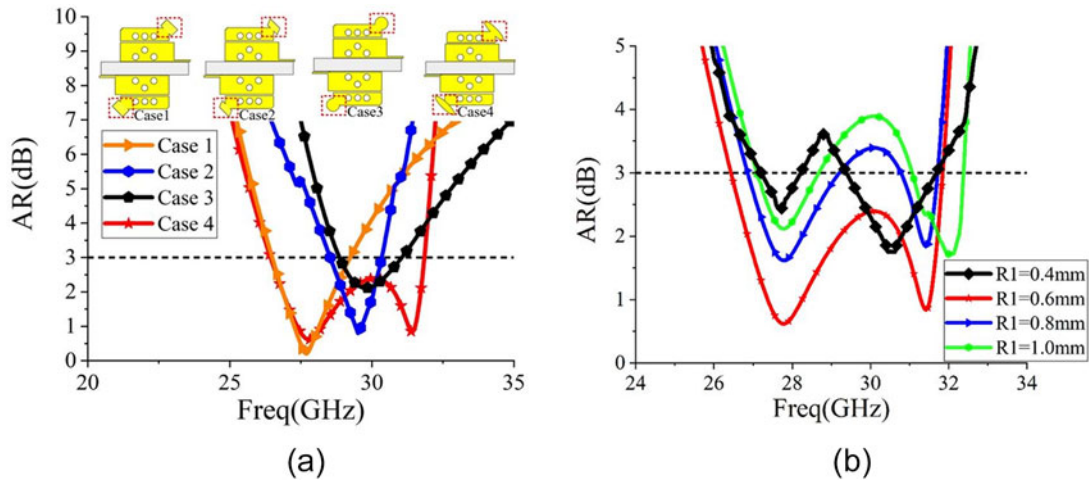 10
9
8
7
6
5
4
3
2
1
0
AR(dB)
Case1
Case2
Case3
Case4
Case 1
Case 2
Case 3
Case 4
20
25
30
35
Freq(GHz)
(a)
5
4
3
2
1
0
AR(dB)
R1=0.4mm
R1=0.6mm
R1=0.8mm
R1=1.0mm
24
26
28
30
32
34
Freq(GHz)
(b)